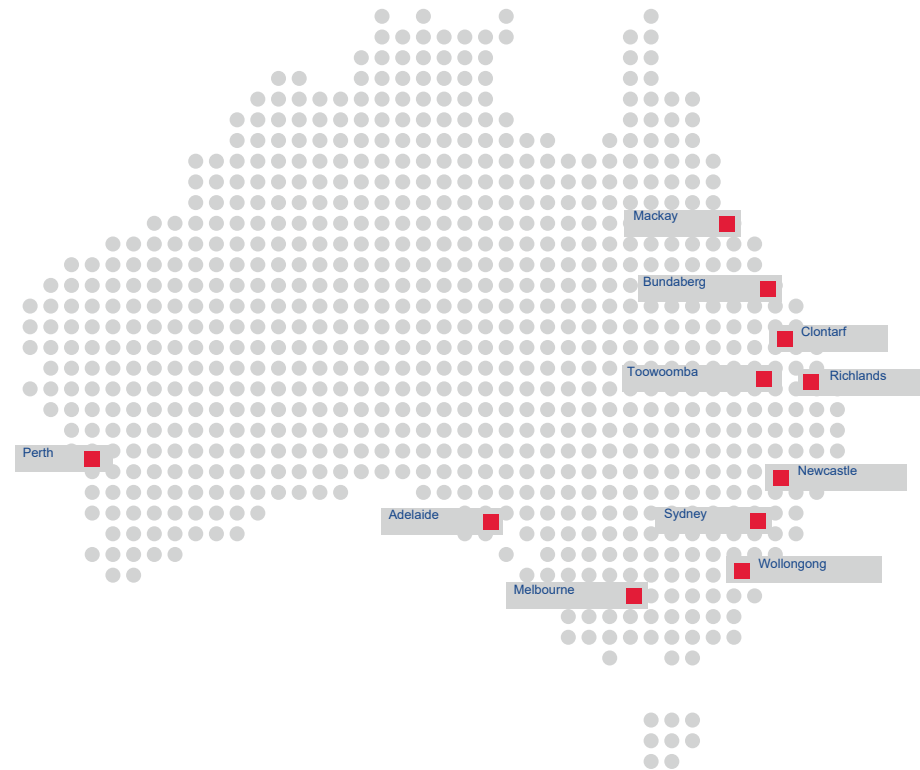 Mackay
Bundaberg
Clontarf
Toowoomba
Richlands
Perth
Newcastle
Adelaide
Sydney
Wollongong
Melbourne